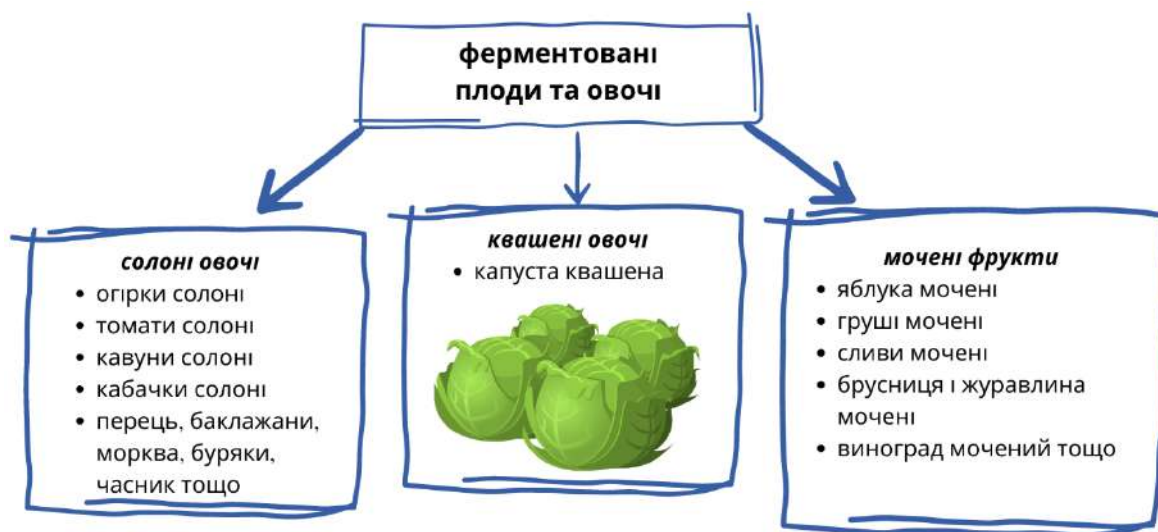 ферментовані
плоди та овочі
солоні овочі
• огірки солоні
• томати солоні
• кавуни солоні
• кабачки солоні
• перець, баклажани,
морква, буряки,
часник тощо
квашені овочі
• капуста квашена
мочені фрукти
• яблука мочені
• груші мочені
• сливи мочені
• брусниця і журавлина
мочені
• виноград мочений тощо